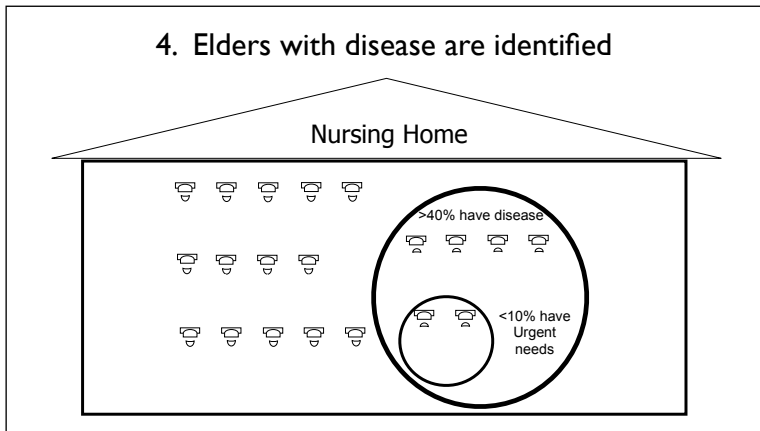 4. Elders with disease are identified
Nursing Home
>40% have disease
<10% have
Urgent
needs